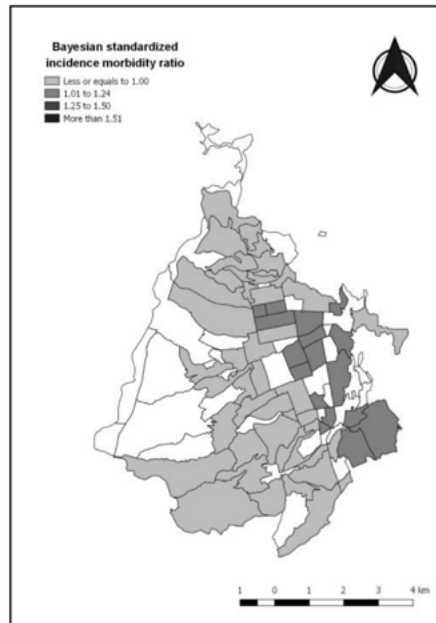 Bayesian standardized
incidence morbidity ratio
Less or equals to 1.00
1.01 to 1.24
1.25 to 1.50
More than 1.51
1 0 1 2 3 4 km